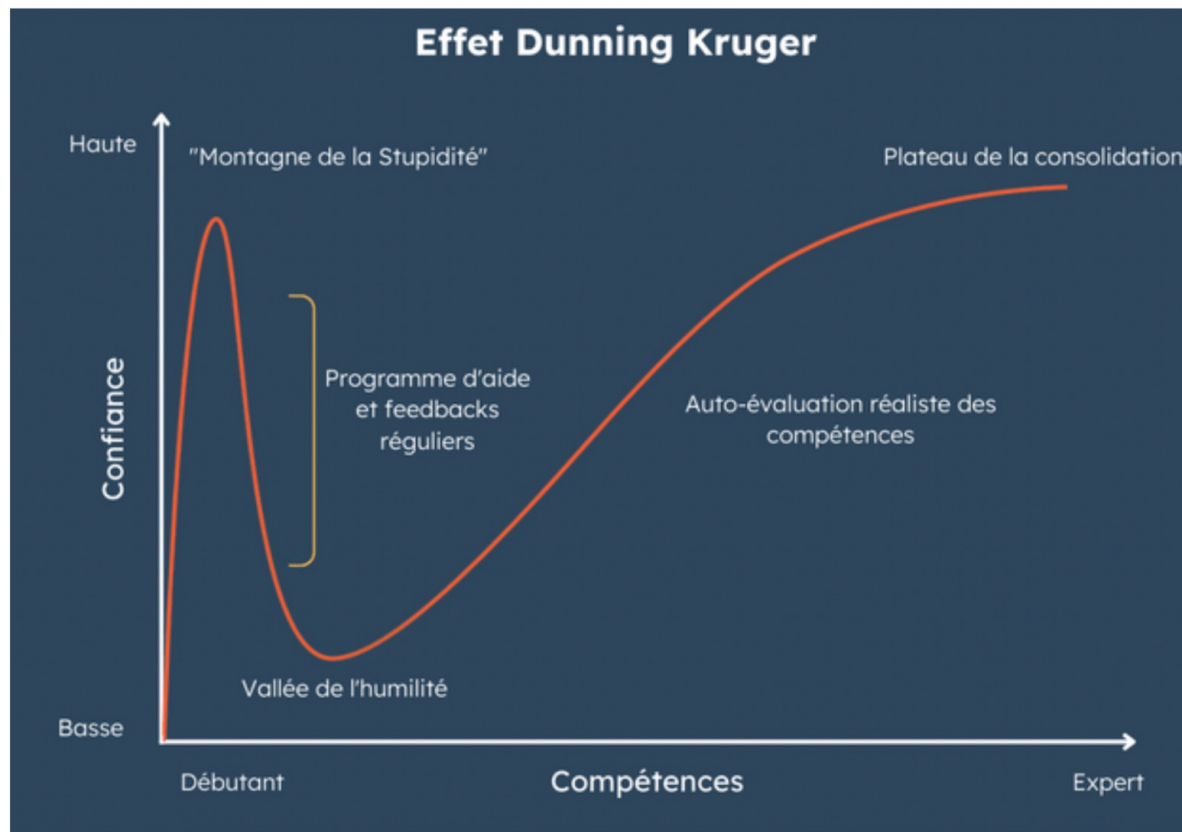 Effet Dunning Kruger
Haute
"Montagne de la Stupidité"
Plateau de la consolidation
Confiance
Programme d'aide
et feedbacks
réguliers
Auto-évaluation réaliste des
compétences
Vallée de l'humilité
Basse
Débutant
Compétences
Expert